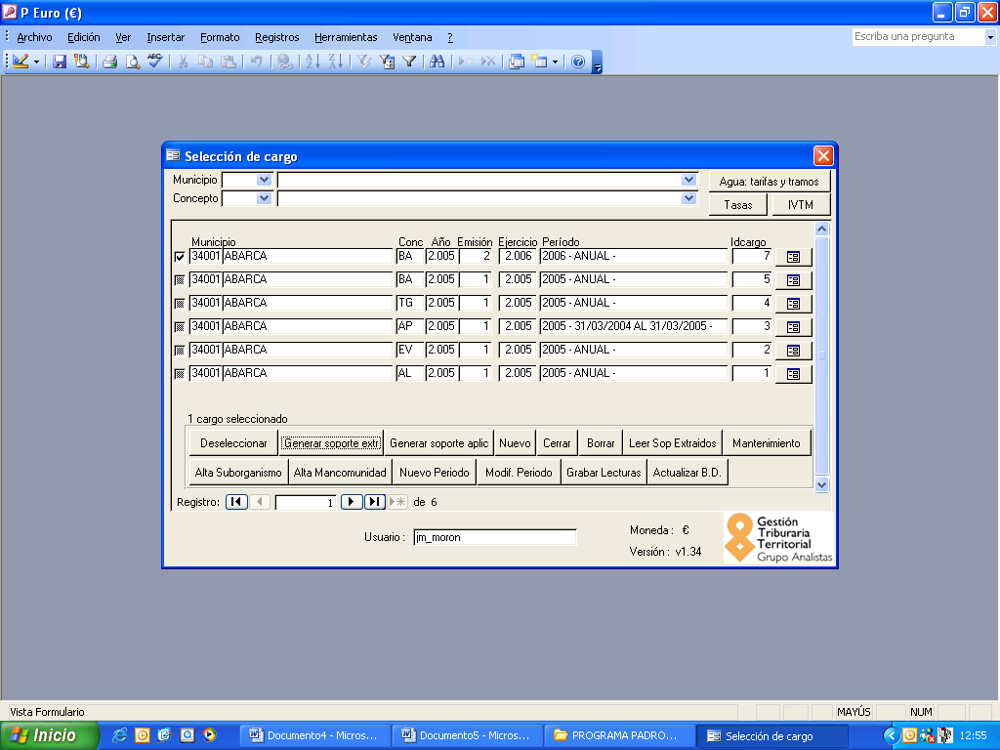 P Euro (€)
Archivo Edición Ver Insertar Formato Registros Herramientas Ventana ? Escriba una pregunta
Selección de cargo
Municipio Agua: tarifas y tramos
Concepto Tasas IVTM
Municipio Conc Año Emisión Ejercicio Período Idcargo
34001 ABARCA BA 2.005 2 2.006 2006 - ANUAL - 7
34001 ABARCA BA 2.005 1 2.005 2005 - ANUAL - 5
34001 ABARCA TG 2.005 1 2.005 2005 - ANUAL - 4
34001 ABARCA AP 2.005 1 2.005 2005 - 31/03/2004 AL 31/03/2005 - 3
34001 ABARCA EV 2.005 1 2.005 2005 - ANUAL - 2
34001 ABARCA AL 2.005 1 2.005 2005 - ANUAL - 1
1 cargo seleccionado
Deseleccionar Generar soporte extr Generar soporte aplic Nuevo Cerrar Borrar Leer Sop Extraidos Mantenimiento
Alta Suborganismo Alta Mancomunidad Nuevo Periodo Modif. Periodo Grabar Lecturas Actualizar B.D.
Registro: 1 de 6
Usuario : jm_moron
Moneda : €
Versión : v1.34
Gestión
Triburaria
Territorial
Grupo Analistas
Vista Formulario MAYÚS NUM
Inicio Documento4 - Micros... Documento5 - Micros... PROGRAMA PADRO... Selección de cargo 12:55